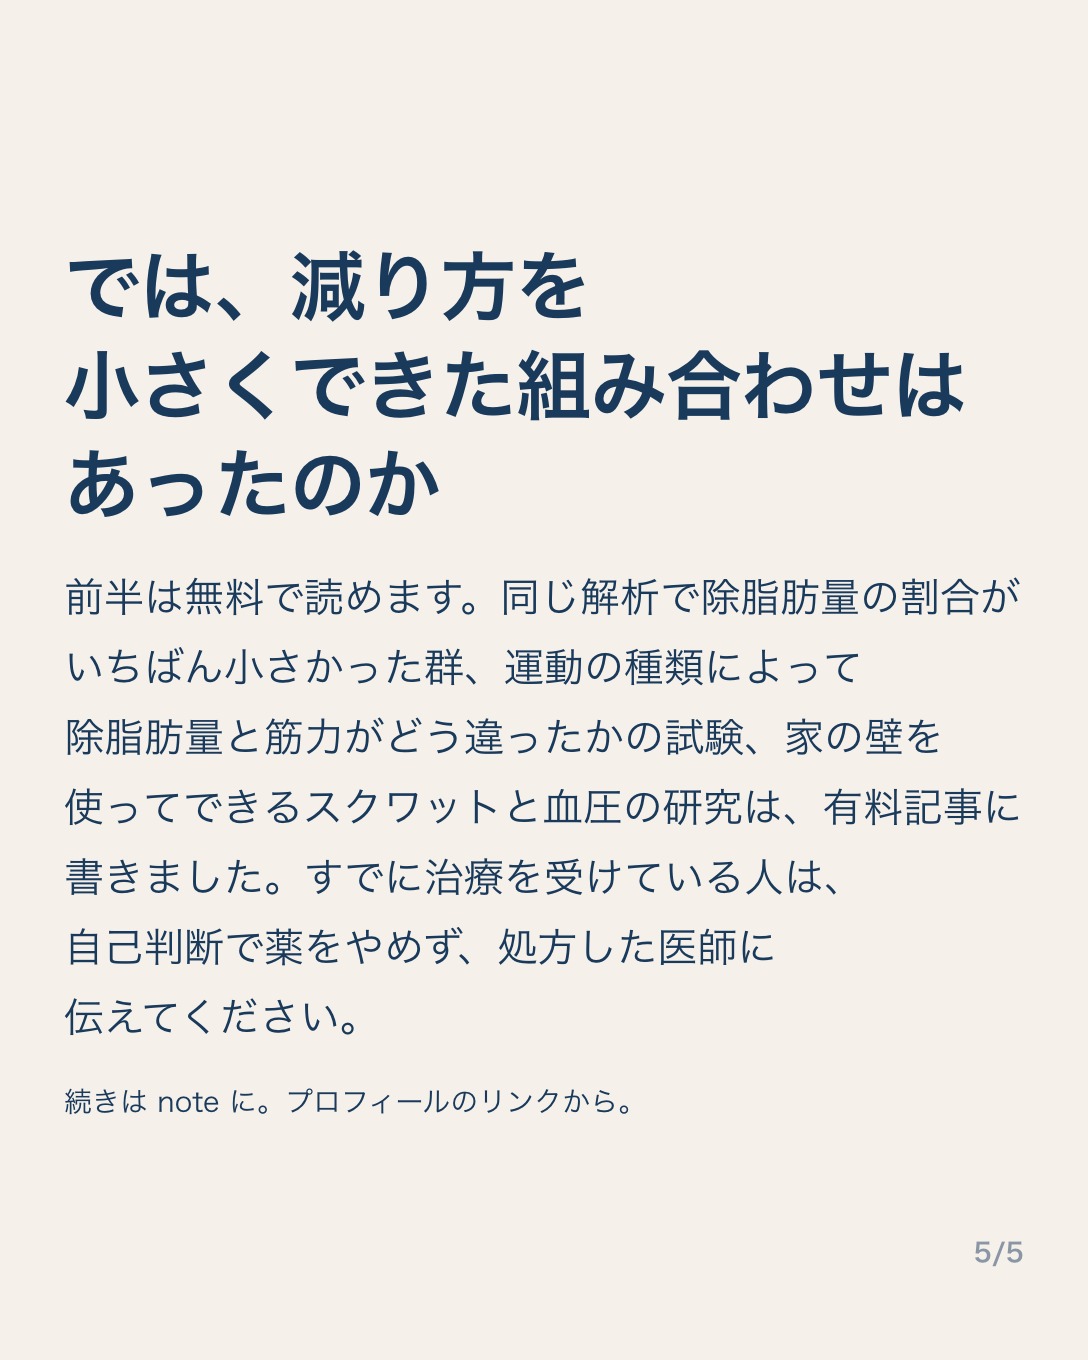 では、減り方を
小さくできた組み合わせは
あったのか
前半は無料で読めます。同じ解析で除脂肪量の割合が
いちばん小さかった群、運動の種類によって
除脂肪量と筋力がどう違ったかの試験、家の壁を
使ってできるスクワットと血圧の研究は、有料記事に
書きました。すでに治療を受けている人は、
自己判断で薬をやめず、処方した医師に
伝えてください。
続きは note に。プロフィールのリンクから。
5/5